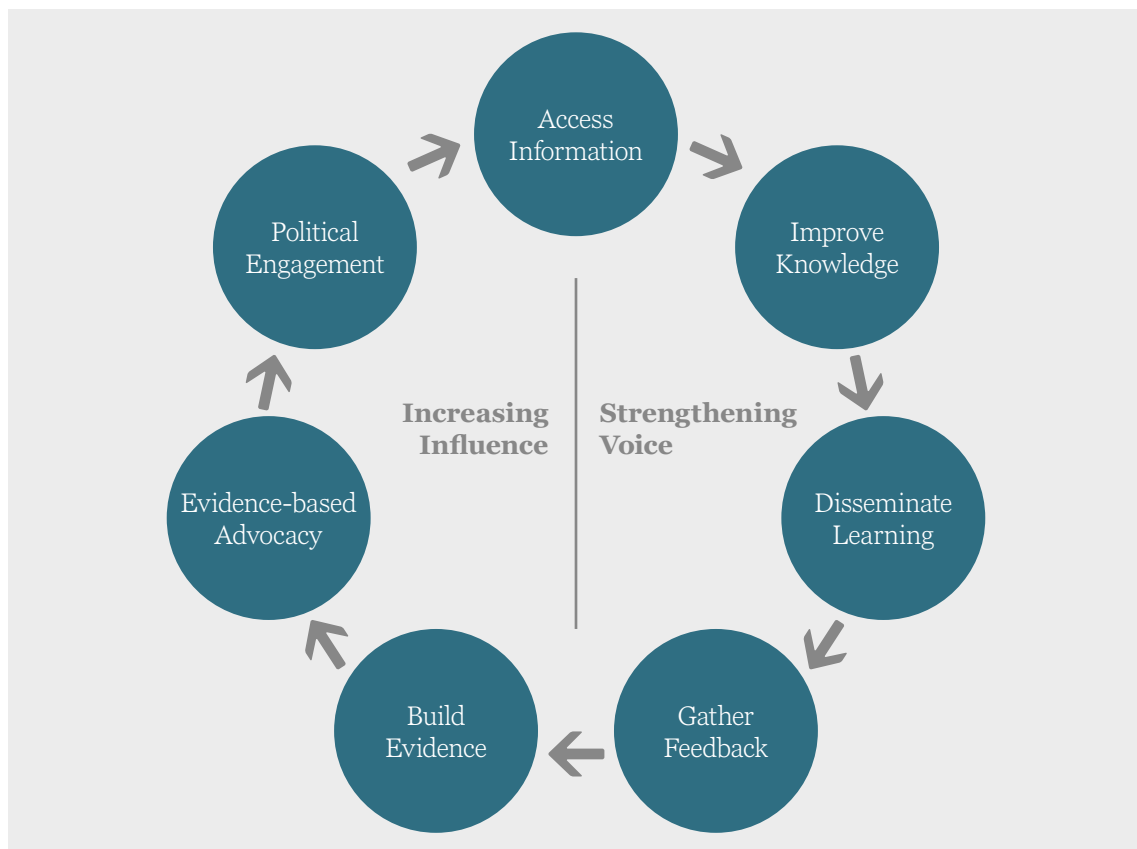 Access
Information
Improve
Knowledge
Disseminate
Learning
Gather
Feedback
Build
Evidence
Evidence-based
Advocacy
Political
Engagement
Increasing
Influence
Strengthening
Voice